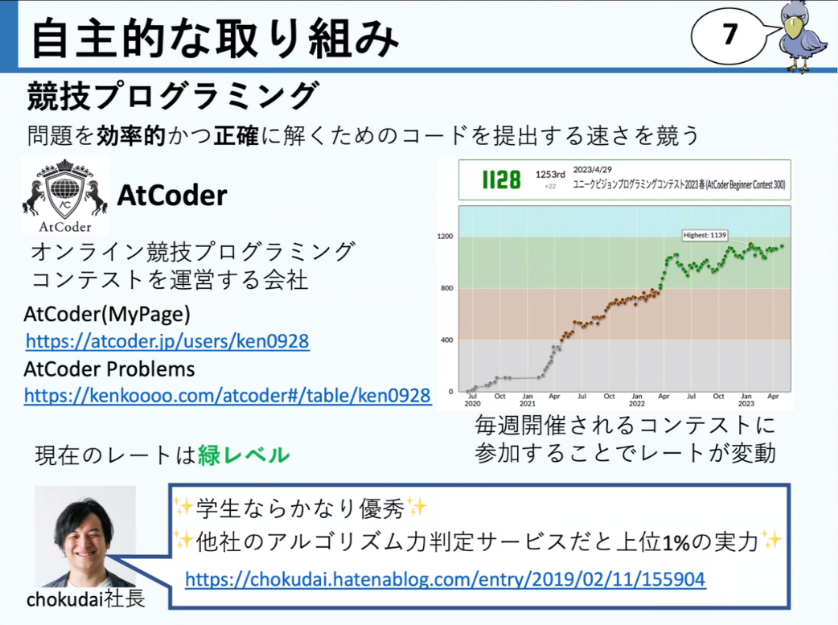 自主的な取り組み
7
競技プログラミング
問題を効率的かつ正確に解くためのコードを提出する速さを競う
AtCoder
AtCoder
オンライン競技プログラミング
コンテストを運営する会社
AtCoder(MyPage)
https://atcoder.jp/users/ken0928
AtCoder Problems
https://kenkoooo.com/atcoder#/table/ken0928
1128
1253rd
+22
2023/4/29
ユニークビジョンプログラミングコンテスト2023 春 (AtCoder Beginner Contest 300)
Highest: 1139
1200
800
400
0
Jul Oct Jan Apr Jul Oct Jan Apr Jul Oct Jan Apr
2020 2021 2022 2023
毎週開催されるコンテストに
参加することでレートが変動
現在のレートは緑レベル
✨学生ならかなり優秀✨
✨他社のアルゴリズム力判定サービスだと上位1%の実力✨
https://chokudai.hatenablog.com/entry/2019/02/11/155904
chokudai社長